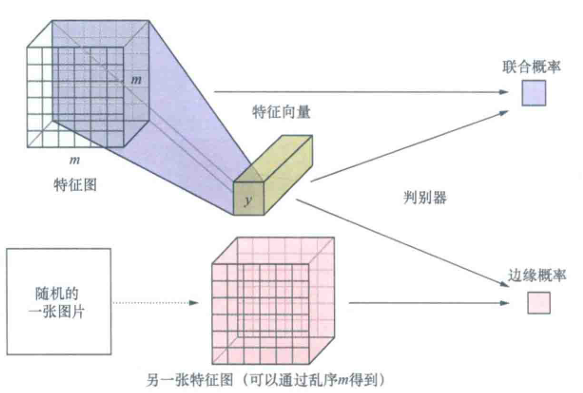 联合概率
m
特征向量
m
特征图
y
判别器
随机的
一张图片
边缘概率
另一张特征图（可以通过乱序m得到）